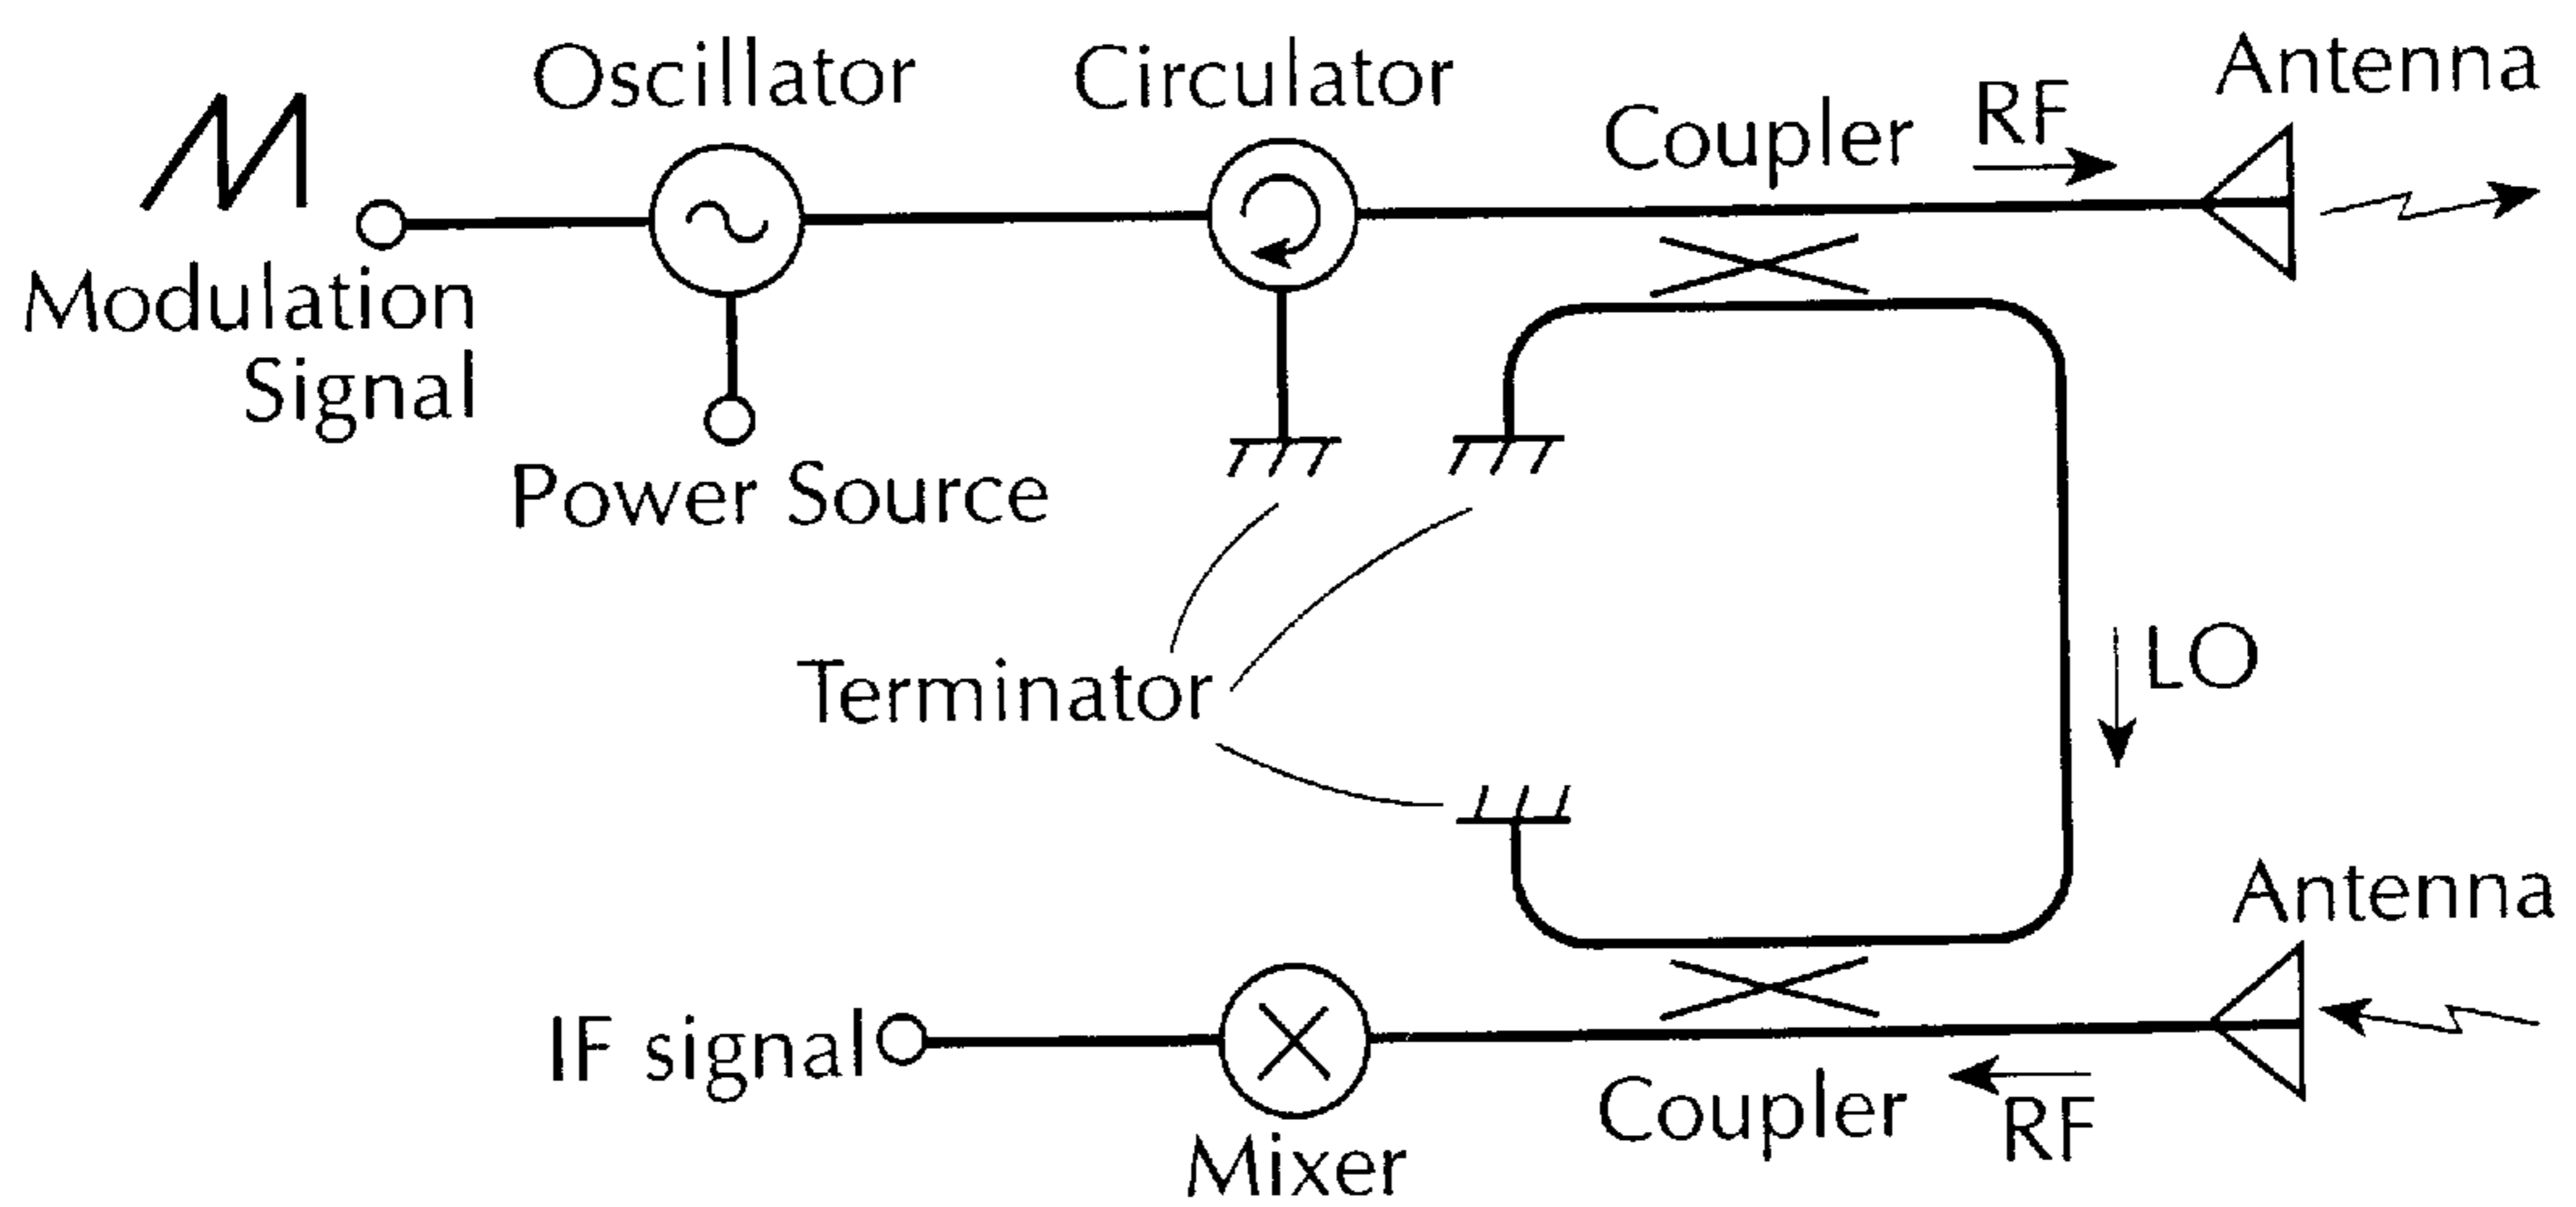 Oscillator
Circulator
Coupler
RF
Antenna
Modulation
Signal
Power Source
Terminator
LO
Antenna
IF signal
Mixer
Coupler
RF